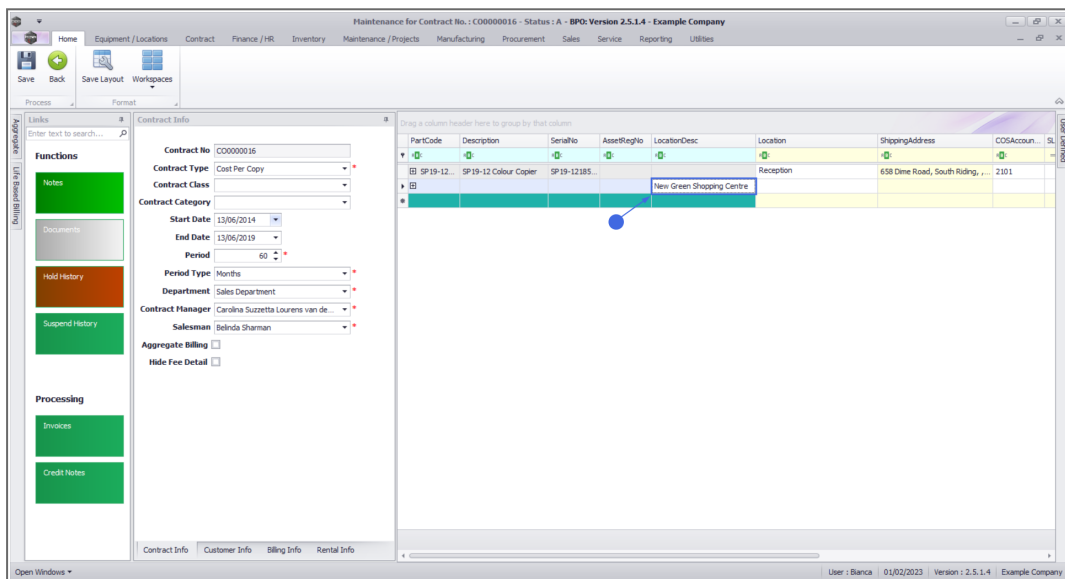 Maintenance for Contract No. : CO0000016 - Status : A - BPO: Version 2.5.1.4 - Example Company
Home Equipment / Locations Contract Finance / HR Inventory Maintenance / Projects Manufacturing Procurement Sales Service Reporting Utilities
Save Back Save Layout Workspaces
Process Format
Aggregate
Life Based Billing
Links
Enter text to search...
Functions
Notes
Documents
Hold History
Suspend History
Processing
Invoices
Credit Notes
Contract Info
Contract No CO0000016
Contract Type Cost Per Copy *
Contract Class
Contract Category
Start Date 13/06/2014
End Date 13/06/2019
Period 60 *
Period Type Months *
Department Sales Department *
Contract Manager Carolina Suzzetta Lourens van de... *
Salesman Belinda Sharman *
Aggregate Billing
Hide Fee Detail
Contract Info Customer Info Billing Info Rental Info
Drag a column header here to group by that column
PartCode Description SerialNo AssetRegNo LocationDesc Location ShippingAddress COSAccoun... SL
SP19-12... SP19-12 Colour Copier SP19-12185... Reception 658 Dime Road, South Riding, ,... 2101
New Green Shopping Centre
User Defined
Open Windows
User : Bianca 01/02/2023 Version : 2.5.1.4 Example Company